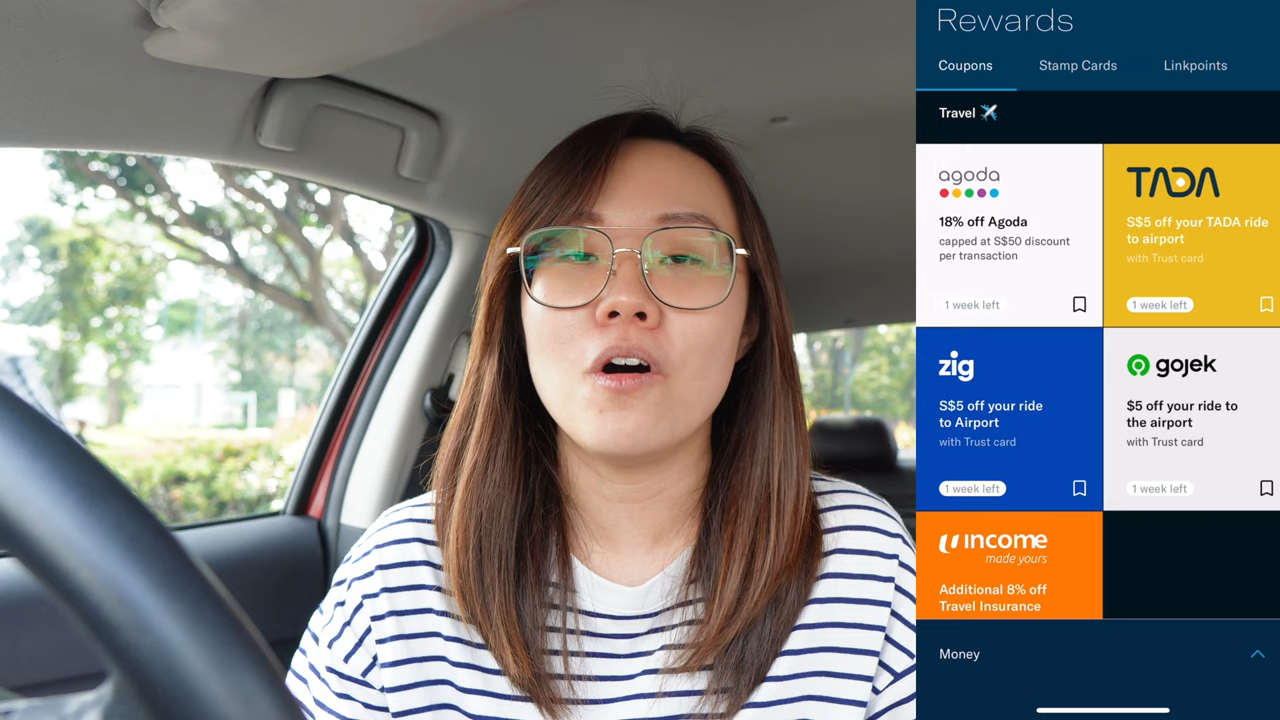 Rewards
Coupons
Stamp Cards
Linkpoints
Travel ✈️
agoda
18% off Agoda
capped at S$50 discount
per transaction
1 week left
TADA
S$5 off your TADA ride
to airport
with Trust card
1 week left
zig
S$5 off your ride
to Airport
with Trust card
1 week left
gojek
$5 off your ride to
the airport
with Trust card
1 week left
income
made yours
Additional 8% off
Travel Insurance
Money